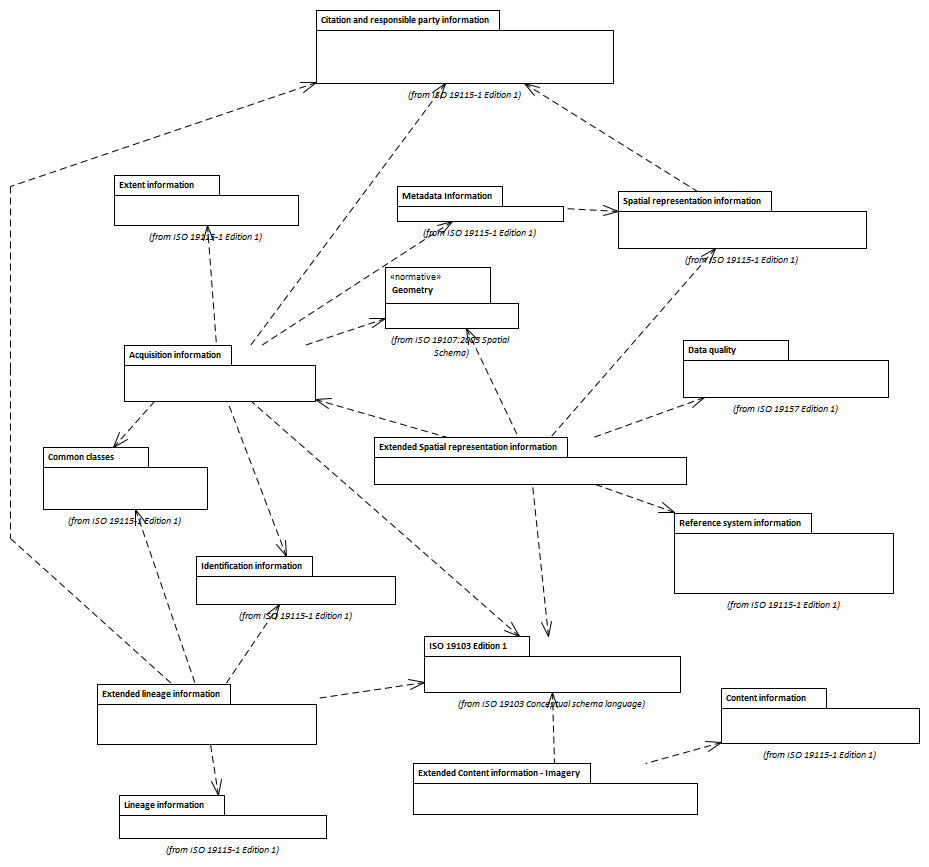 Citation and responsible party information
(from ISO 19115-1 Edition 1)
Extent information
(from ISO 19115-1 Edition 1)
Metadata Information
(from ISO 19115-1 Edition 1)
Spatial representation information
(from ISO 19115-1 Edition 1)
«normative»
Geometry
(from ISO 19107:2003 Spatial
Schema)
Acquisition information
Data quality
(from ISO 19157 Edition 1)
Extended Spatial representation information
Common classes
(from ISO 19115-1 Edition 1)
Reference system information
(from ISO 19115-1 Edition 1)
Identification information
(from ISO 19115-1 Edition 1)
ISO 19103 Edition 1
(from ISO 19103 Conceptual schema language)
Extended lineage information
Content information
(from ISO 19115-1 Edition 1)
Extended Content information - Imagery
Lineage information
(from ISO 19115-1 Edition 1)